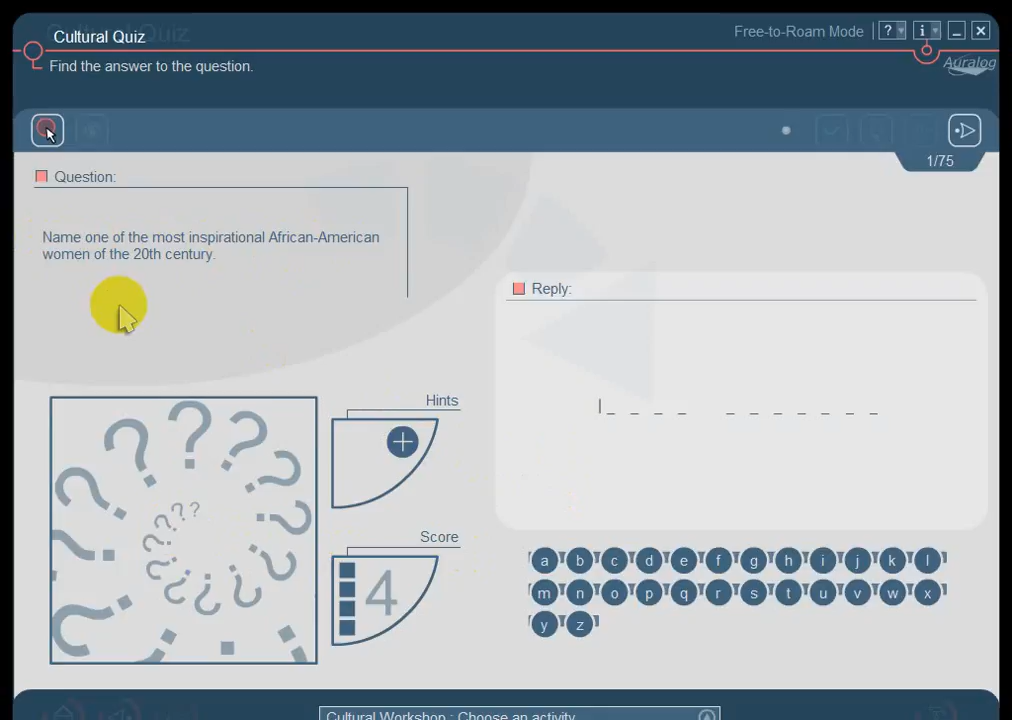 Cultural Quiz
Free-to-Roam Mode ? i
Find the answer to the question.
Auralog
1/75
Question:
Name one of the most inspirational African-American
women of the 20th century.
Reply:
_ _ _ _ _ _ _ _ _ _ _
Hints
Score
4
a b c d e f g h i j k l
m n o p q r s t u v w x
y z
Cultural Workshop : Choose an activity